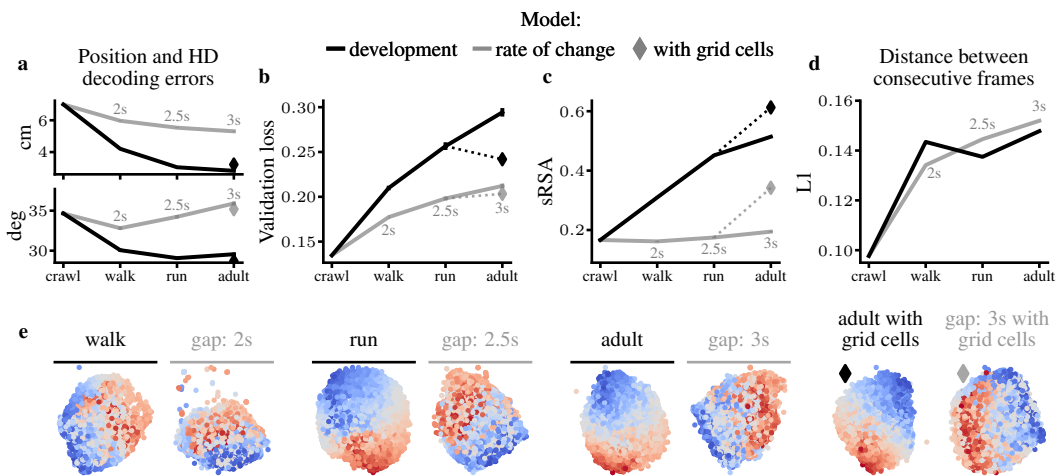 Model:
development
rate of change
with grid cells
a
Position and HD
decoding errors
cm
6
4
2s
2.5s
3s
deg
35
30
2s
2.5s
3s
crawl
walk
run
adult
b
Validation loss
0.30
0.25
0.20
0.15
2s
2.5s
3s
crawl
walk
run
adult
c
sRSA
0.6
0.4
0.2
2s
2.5s
3s
crawl
walk
run
adult
d
Distance between
consecutive frames
L1
0.16
0.14
0.12
0.10
2s
2.5s
3s
crawl
walk
run
adult
e
walk
gap: 2s
run
gap: 2.5s
adult
gap: 3s
adult with
grid cells
gap: 3s with
grid cells